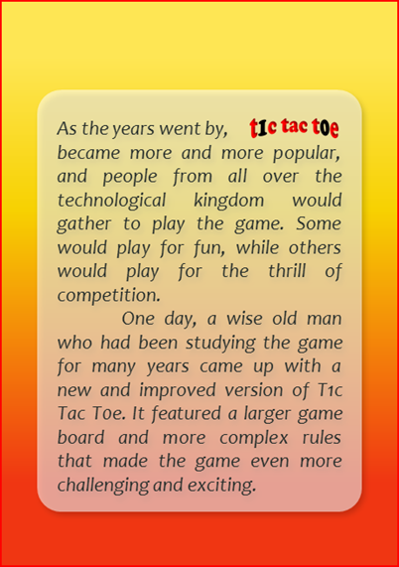 As the years went by, t1c tac t0e
became more and more popular,
and people from all over the
technological kingdom would
gather to play the game. Some
would play for fun, while others
would play for the thrill of
competition.
One day, a wise old man
who had been studying the game
for many years came up with a
new and improved version of T1c
Tac T0e. It featured a larger game
board and more complex rules
that made the game even more
challenging and exciting.